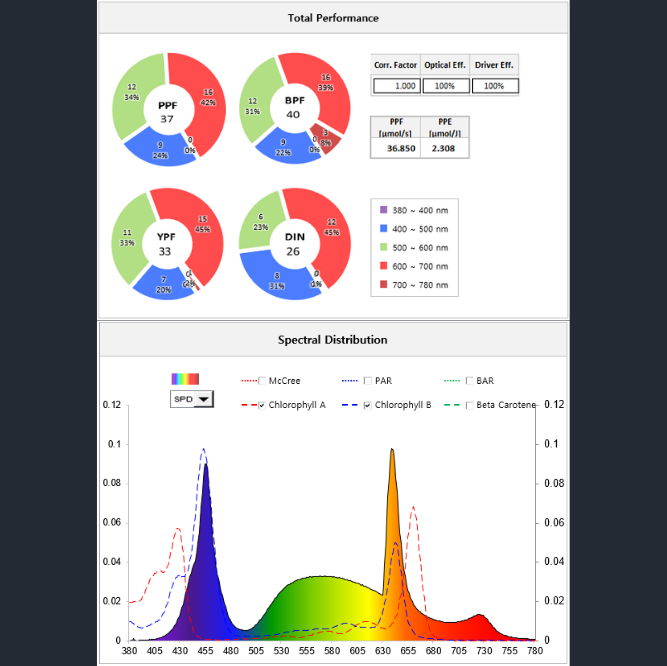 Total Performance
12
34%
16
42%
PPF
37
9
24%
0
0%
12
31%
16
39%
BPF
40
3
8%
9
22%
0
0%
Corr. Factor Optical Eff. Driver Eff.
1.000 100% 100%
PPF PPE
[μmol/s] [μmol/J]
36.850 2.308
11
33%
15
45%
YPF
33
7
20%
6
23%
12
45%
DIN
26
8
31%
380 ~ 400 nm
400 ~ 500 nm
500 ~ 600 nm
600 ~ 700 nm
700 ~ 780 nm
Spectral Distribution
McCree PAR BAR
SPD
Chlorophyll A Chlorophyll B Beta Carotene
0.12 0.12
0.1 0.1
0.08 0.08
0.06 0.06
0.04 0.04
0.02 0.02
0 0
380 405 430 455 480 505 530 555 580 605 630 655 680 705 730 755 780